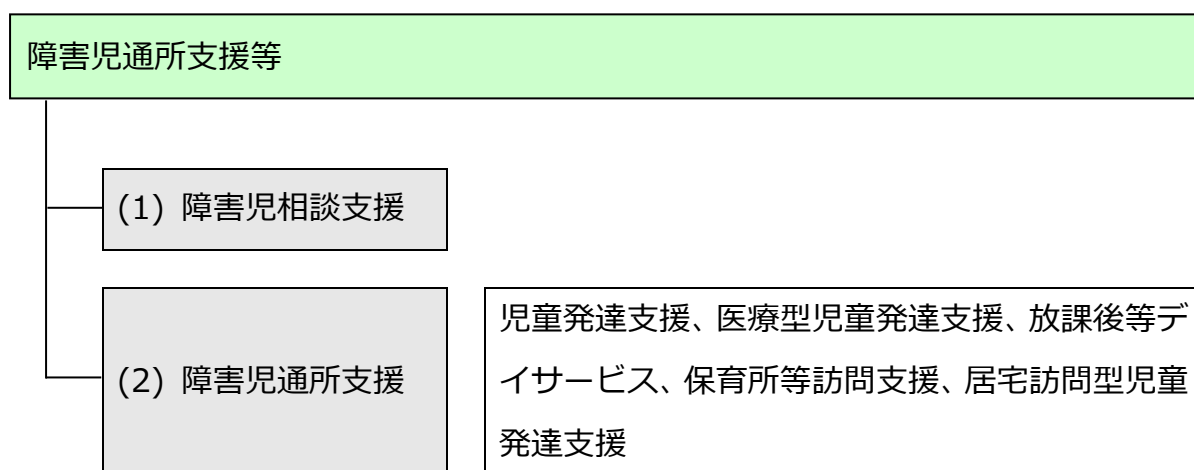 障害児通所支援等
(1) 障害児相談支援
(2) 障害児通所支援
児童発達支援、医療型児童発達支援、放課後等デ
イサービス、保育所等訪問支援、居宅訪問型児童
発達支援